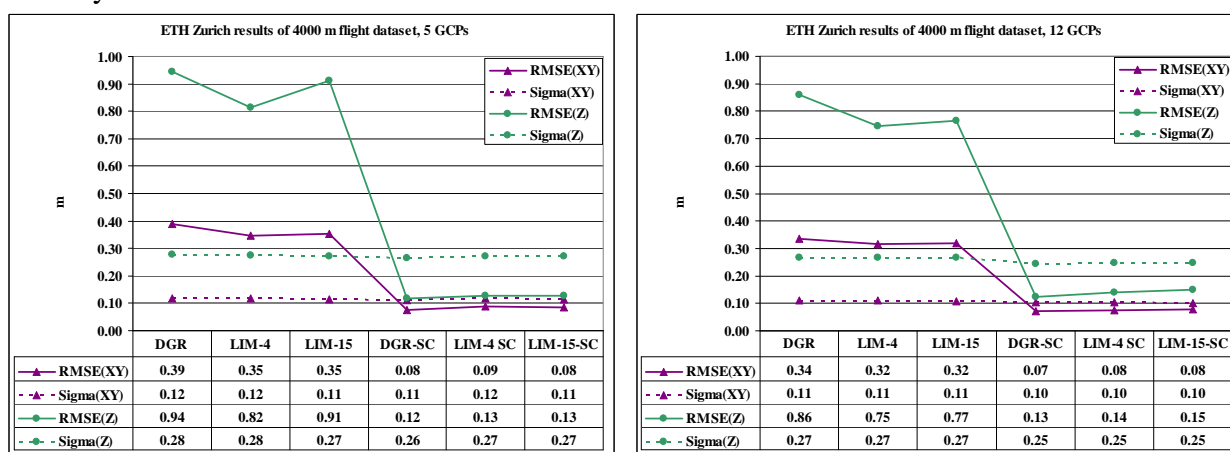 ETH Zurich results of 4000 m flight dataset, 5 GCPs
1.00
0.90
0.80
0.70
0.60
0.50
0.40
0.30
0.20
0.10
0.00
m
RMSE(XY)
Sigma(XY)
RMSE(Z)
Sigma(Z)
DGR LIM-4 LIM-15 DGR-SC LIM-4 SC LIM-15-SC
RMSE(XY) 0.39 0.35 0.35 0.08 0.09 0.08
Sigma(XY) 0.12 0.12 0.11 0.11 0.12 0.11
RMSE(Z) 0.94 0.82 0.91 0.12 0.13 0.13
Sigma(Z) 0.28 0.28 0.27 0.26 0.27 0.27
ETH Zurich results of 4000 m flight dataset, 12 GCPs
1.00
0.90
0.80
0.70
0.60
0.50
0.40
0.30
0.20
0.10
0.00
m
RMSE(XY)
Sigma(XY)
RMSE(Z)
Sigma(Z)
DGR LIM-4 LIM-15 DGR-SC LIM-4 SC LIM-15-SC
RMSE(XY) 0.34 0.32 0.32 0.07 0.08 0.08
Sigma(XY) 0.11 0.11 0.11 0.10 0.10 0.10
RMSE(Z) 0.86 0.75 0.77 0.13 0.14 0.15
Sigma(Z) 0.27 0.27 0.27 0.25 0.25 0.25